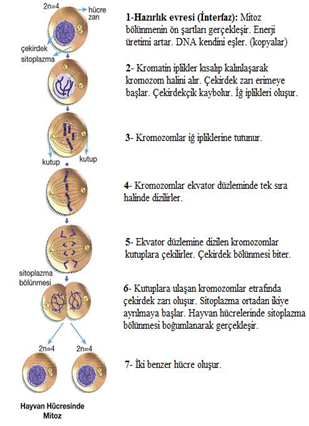 2n=4
hücre
zarı
çekirdek
sitoplazma
1-Hazırlık evresi (İnterfaz): Mitoz
bölünmenin ön şartları gerçekleşir. Enerji
üretimi artar. DNA kendini eşler. (kopyalar)
2- Kromatin iplikler kısalıp kalınlaşarak
kromozom halini alır. Çekirdek zarı erimeye
başlar. Çekirdekçik kaybolur. İğ iplikleri oluşur.
3- Kromozomlar iğ ipliklerine tutunur.
kutup
kutup
4- Kromozomlar ekvator düzleminde tek sıra
halinde dizilirler.
5- Ekvator düzlemine dizilen kromozomlar
kutuplara çekilirler. Çekirdek bölünmesi biter.
sitoplazma
bölünmesi
6- Kutuplara ulaşan kromozomlar etrafında
çekirdek zarı oluşur. Sitoplazma ortadan ikiye
ayrılmaya başlar. Hayvan hücrelerinde sitoplazma
bölünmesi boğumlanarak gerçekleşir.
2n=4
2n=4
7- İki benzer hücre oluşur.
Hayvan Hücresinde
Mitoz